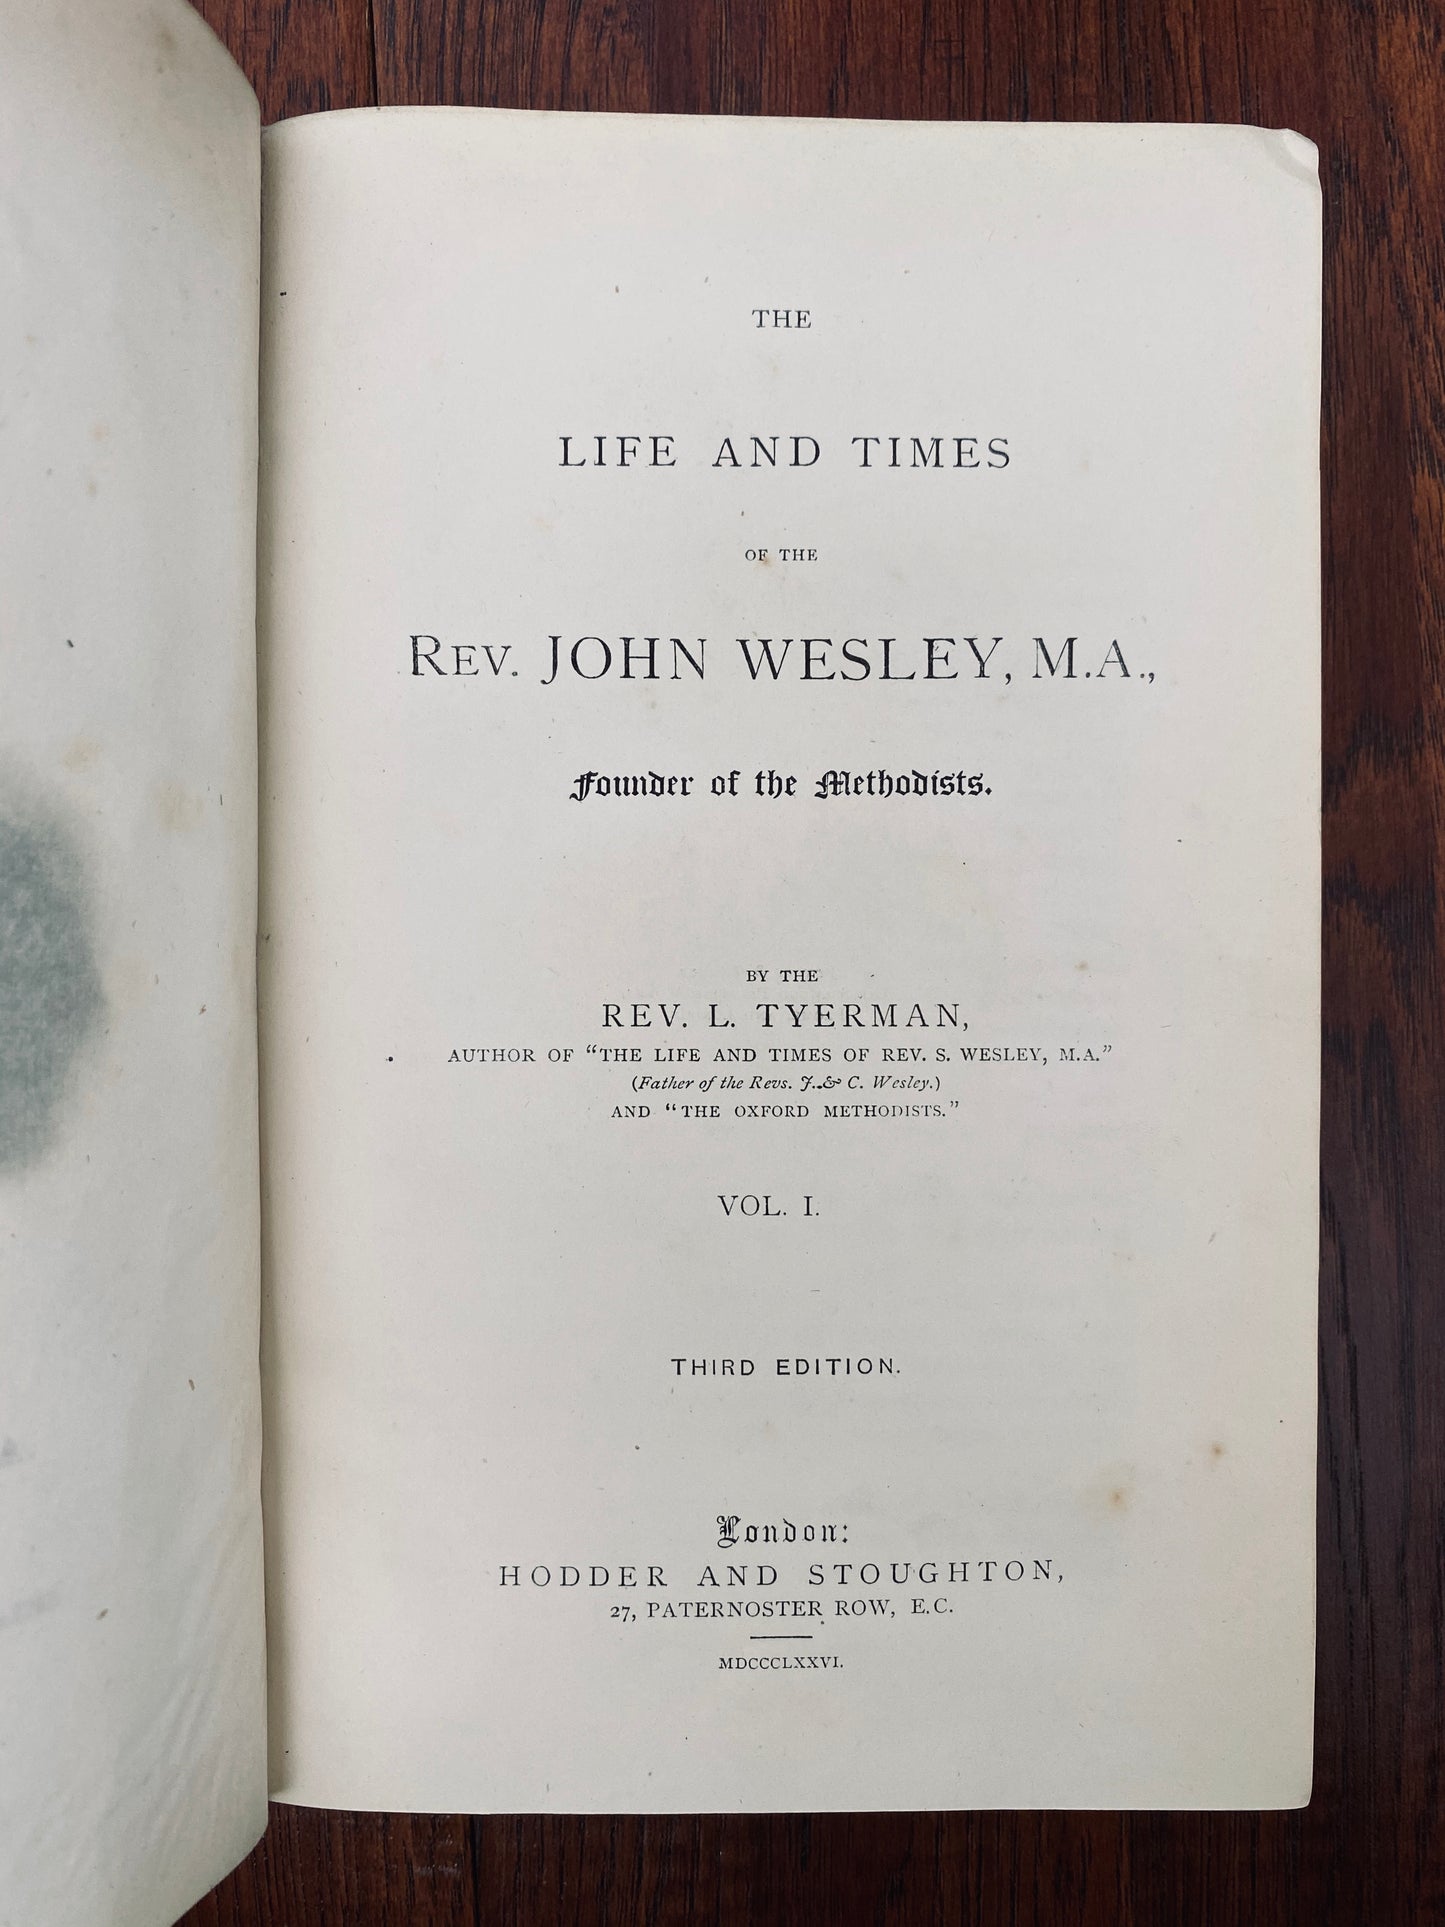 THE
LIFE AND TIMES
OF THE
REV. JOHN WESLEY, M.A.,
Founder of the Methodists.
BY THE
REV. L. TYERMAN,
AUTHOR OF "THE LIFE AND TIMES OF REV. S. WESLEY, M.A."
(Father of the Revs. J. & C. Wesley.)
AND "THE OXFORD METHODISTS."
VOL. I.
THIRD EDITION.
London:
HODDER AND STOUGHTON,
27, PATERNOSTER ROW, E.C.
MDCCCLXXVI.